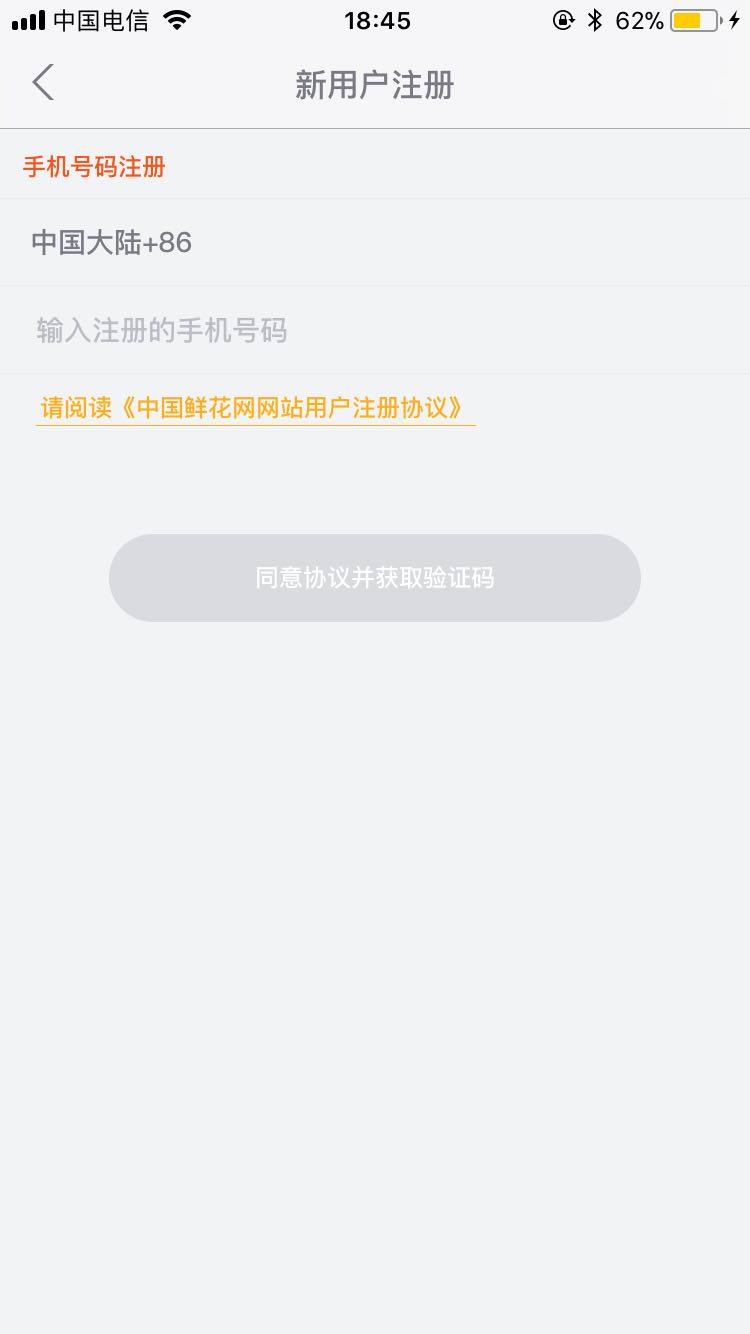 中国电信 18:45 62%
新用户注册
手机号码注册
中国大陆+86
输入注册的手机号码
请阅读《中国鲜花网网站用户注册协议》
同意协议并获取验证码